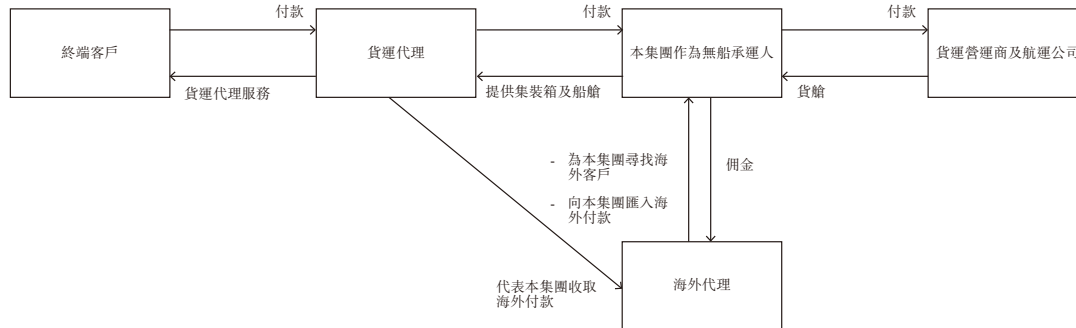 付款
付款
付款
終端客戶
貨運代理
本集團作為無船承運人
貨運營運商及航運公司
貨運代理服務
提供集裝箱及船艙
貨艙
- 為本集團尋找海
外客戶
佣金
- 向本集團匯入海
外付款
代表本集團收取
海外付款
海外代理